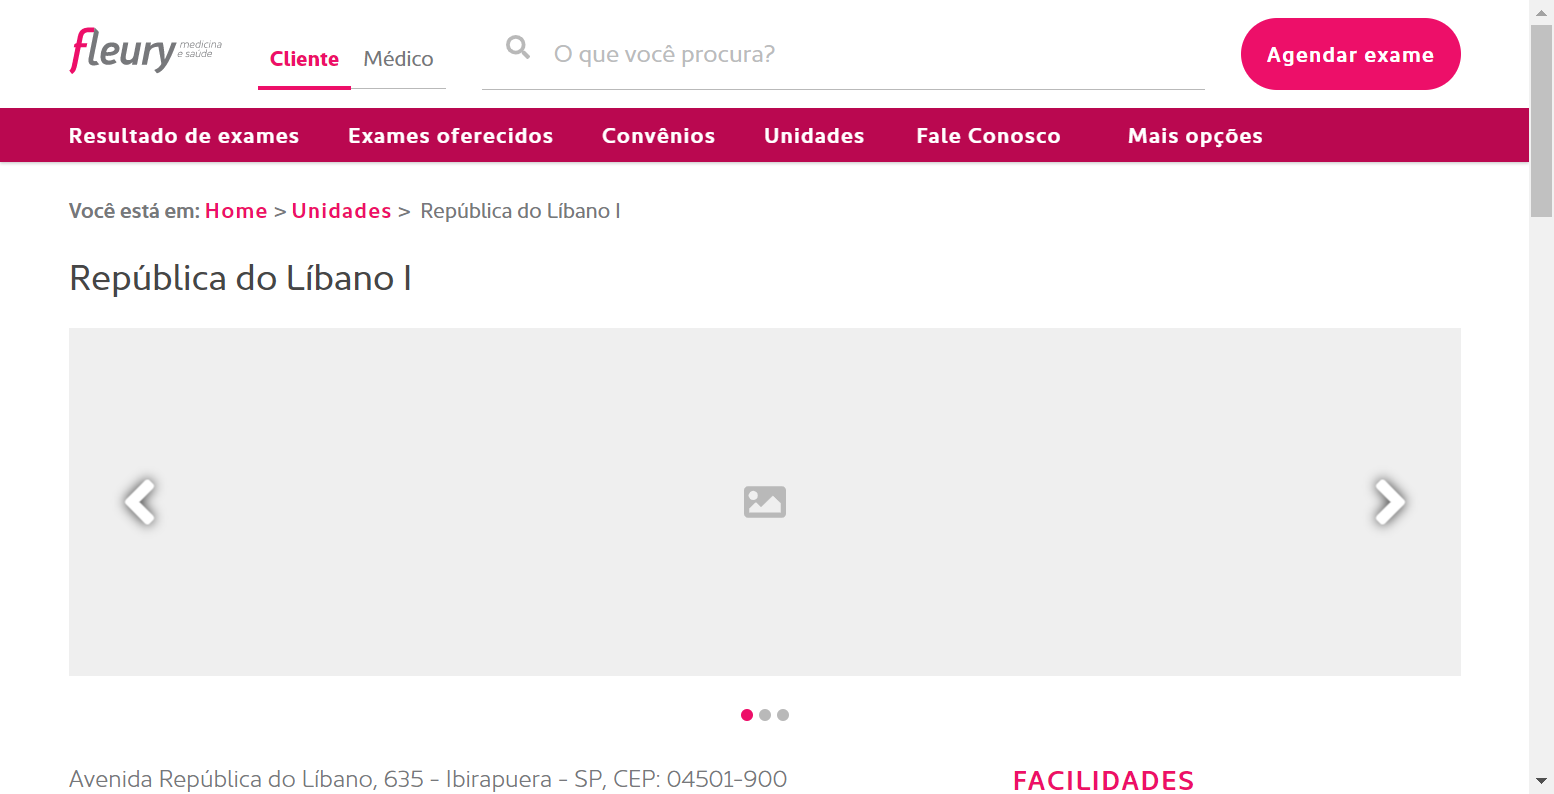 fleury medicina e saúde
Cliente Médico
O que você procura?
Agendar exame
Resultado de exames Exames oferecidos Convênios Unidades Fale Conosco Mais opções
Você está em: Home > Unidades > República do Líbano I
República do Líbano I
Avenida República do Líbano, 635 - Ibirapuera - SP, CEP: 04501-900
FACILIDADES